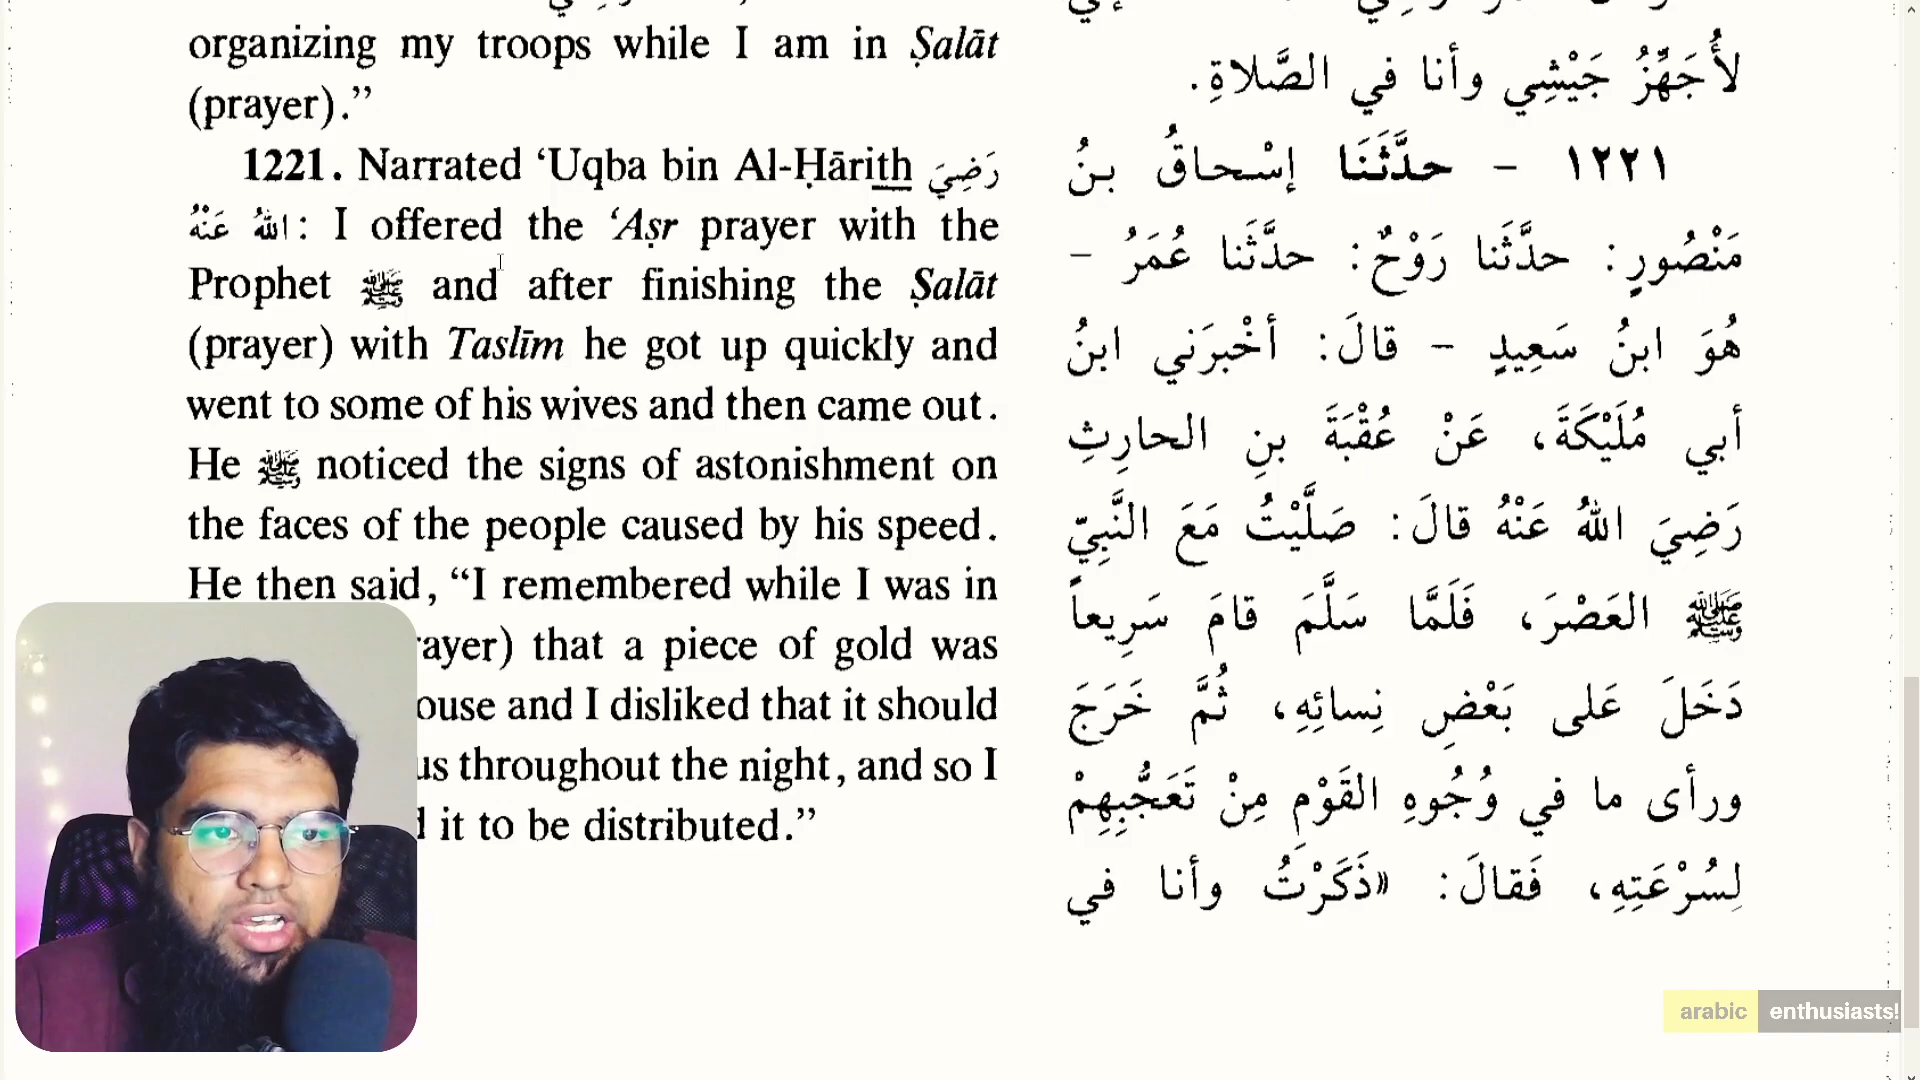 organizing my troops while I am in Ṣalāt
(prayer).”
1221. Narrated ‘Uqba bin Al-Ḥārith رَضِيَ
اللهُ عَنْهُ: I offered the ‘Aṣr prayer with the
Prophet ﷺ and after finishing the Ṣalāt
(prayer) with Taslīm he got up quickly and
went to some of his wives and then came out.
He ﷺ noticed the signs of astonishment on
the faces of the people caused by his speed.
He then said, “I remembered while I was in
rayer) that a piece of gold was
ouse and I disliked that it should
us throughout the night, and so I
it to be distributed.”
لأُجَهِّزُ جَيْشِي وأنا في الصَّلاةِ.
١٢٢١ – حدَّثَنَا إسْحاقُ بنُ
مَنْصُورٍ: حدَّثَنا رَوْحٌ: حدَّثَنا عُمَرُ –
هُوَ ابنُ سَعِيدٍ – قالَ: أخْبرَني ابنُ
أبي مُلَيْكَةَ، عَنْ عُقْبَةَ بنِ الحارِثِ
رَضِيَ اللهُ عَنْهُ قالَ: صَلَّيْتُ مَعَ النَّبِيِّ
ﷺ العَصْرَ، فَلَمَّا سَلَّمَ قامَ سَرِيعاً
دَخَلَ عَلى بَعْضِ نِسائِهِ، ثُمَّ خَرَجَ
ورأى ما في وُجُوهِ القَوْمِ مِنْ تَعَجُّبِهِمْ
لِسُرْعَتِهِ، فَقالَ: «ذَكَرْتُ وأنا في
arabic enthusiasts!